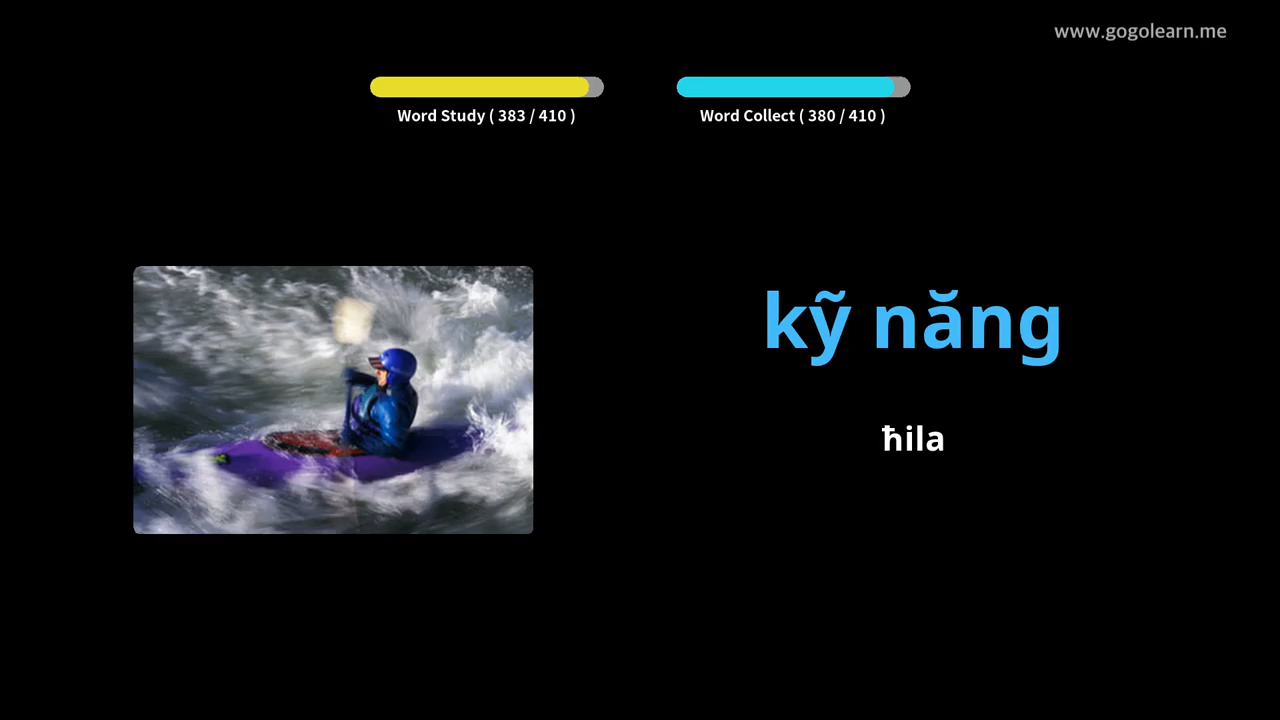 www.gogolearn.me
Word Study ( 383 / 410 )
Word Collect ( 380 / 410 )
kỹ năng
ħila